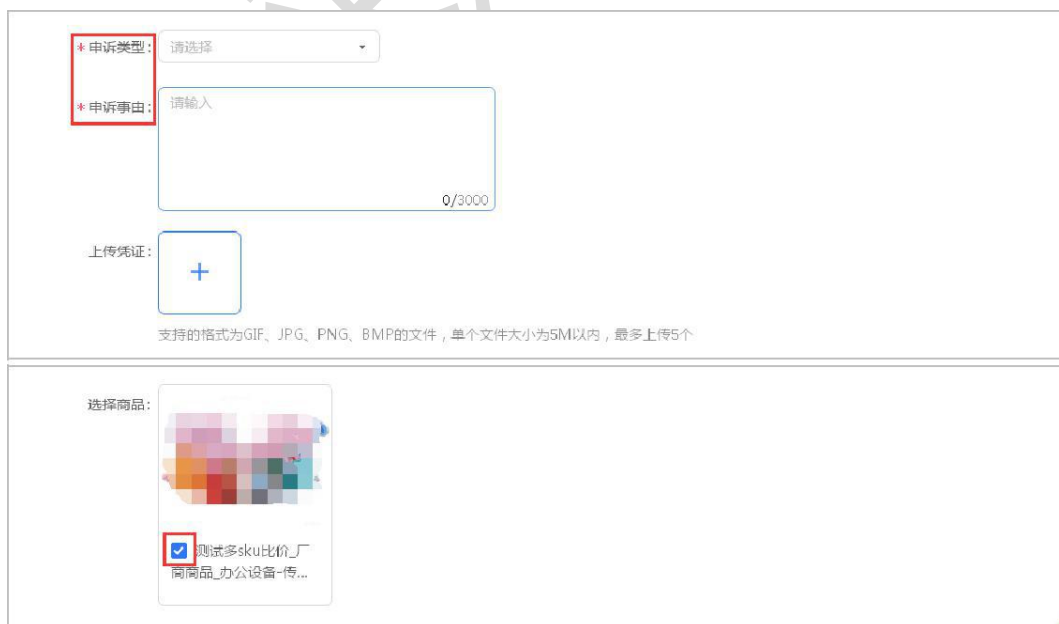 * 申诉类型： 请选择
* 申诉事由： 请输入
0/3000
上传凭证：
+
支持的格式为GIF、JPG、PNG、BMP的文件，单个文件大小为5M以内，最多上传5个
选择商品：
测试多sku比价_厂
商商品_办公设备-传...